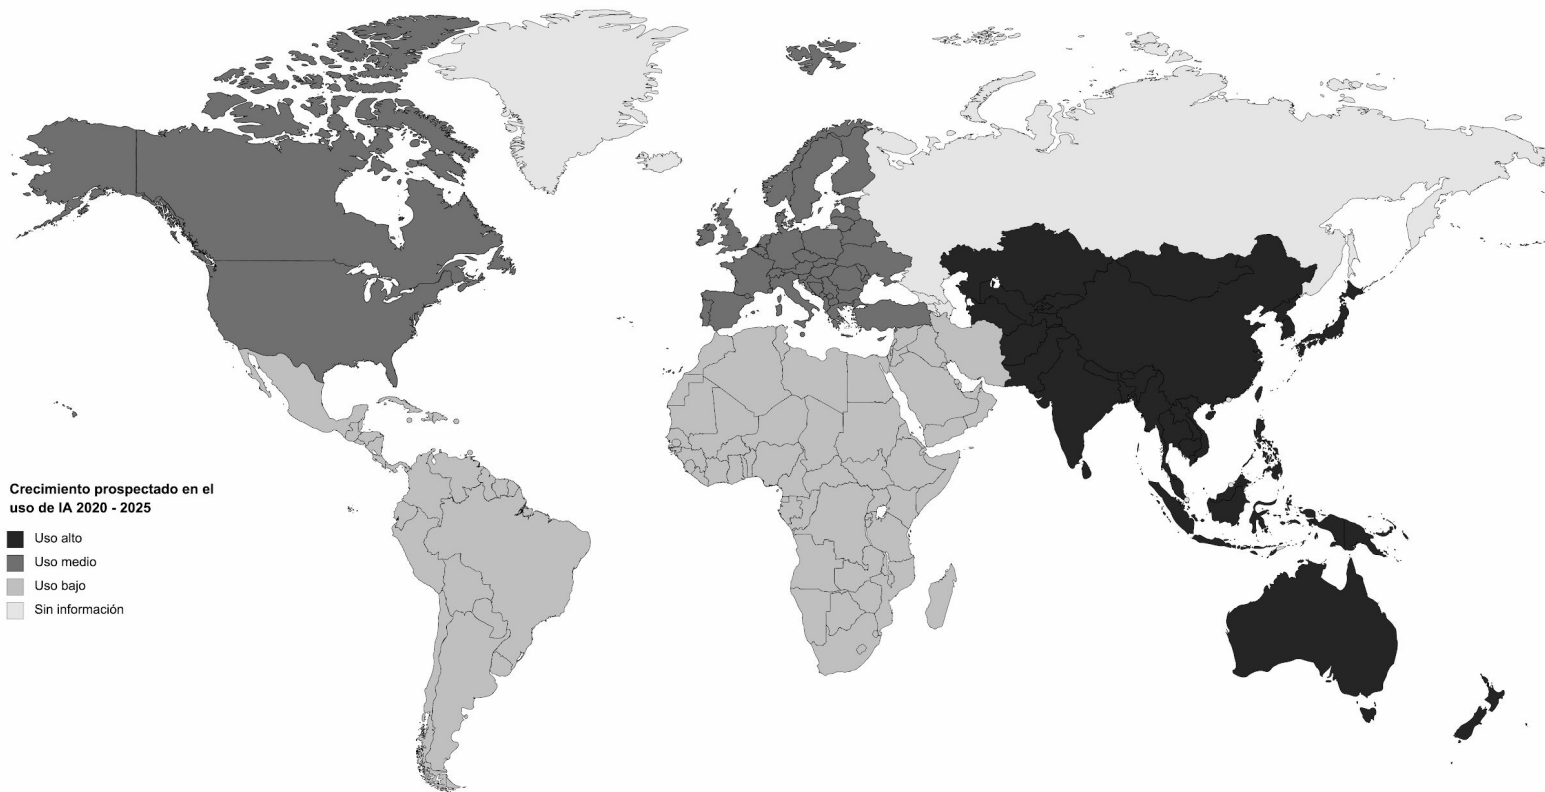 Crecimiento prospectado en el
uso de IA 2020 - 2025
Uso alto
Uso medio
Uso bajo
Sin información